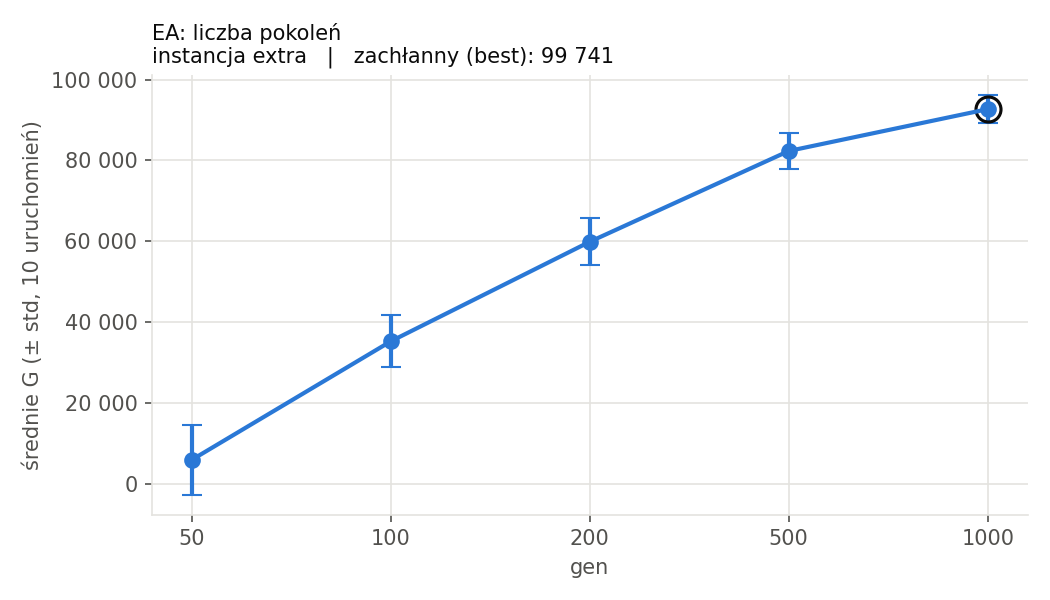 EA: liczba pokoleń
instancja extra | zachłanny (best): 99 741
średnie G (± std, 10 uruchomień)
100 000
80 000
60 000
40 000
20 000
0
50 100 200 500 1000
gen